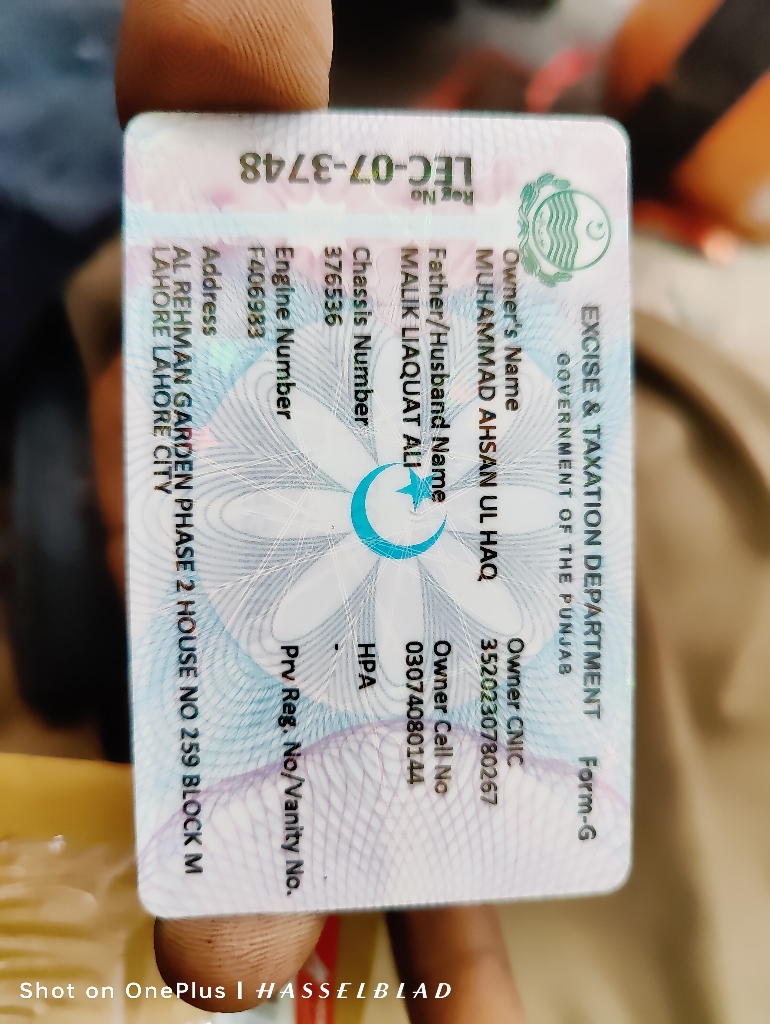 EXCISE & TAXATION DEPARTMENT Form-G
GOVERNMENT OF THE PUNJAB
Reg No
LEC-07-3748
Owner's Name Owner CNIC
MUHAMMAD AHSAN UL HAQ 3520230780267
Father/Husband Name Owner Cell No
MALIK LIAQUAT ALI 03074080144
Chassis Number HPA
376536 -
Engine Number Prv Reg. No/Vanity No.
F406983
Address
AL REHMAN GARDEN PHASE 2 HOUSE NO 259 BLOCK M
LAHORE LAHORE CITY
Shot on OnePlus | HASSELBLAD